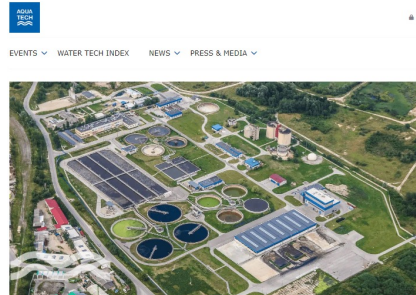 AQUA
TECH
EVENTS
WATER TECH INDEX
NEWS
PRESS & MEDIA